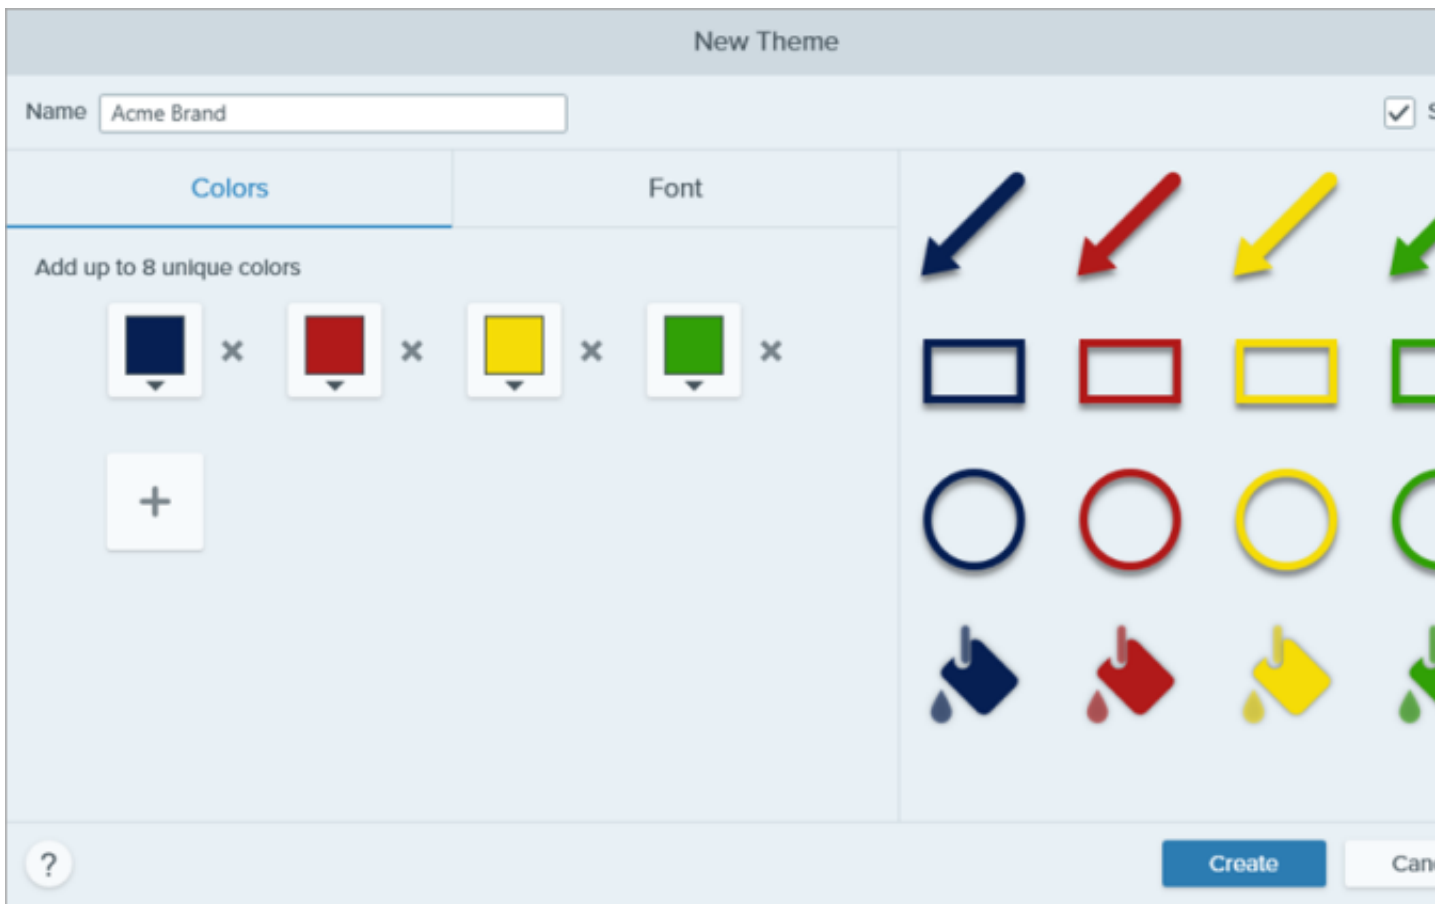 New Theme
Name
Acme Brand
Colors
Font
Add up to 8 unique colors
?
Create